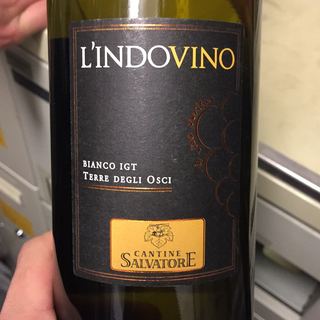 L'INDOVINO
BIANCO IGT
TERRE DEGLI OSCI
CANTINE
SALVATORE